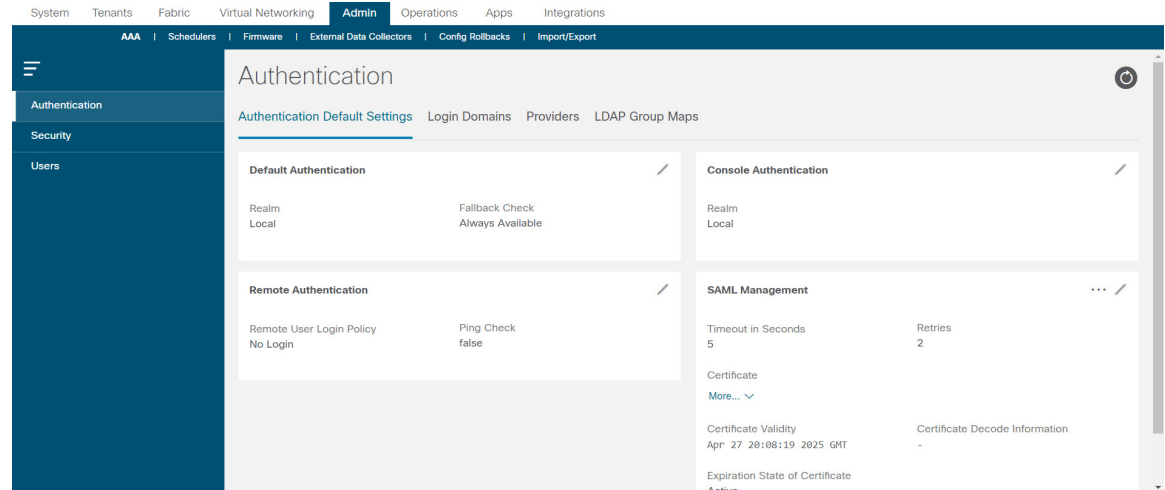 System Tenants Fabric Virtual Networking Admin Operations Apps Integrations
AAA | Schedulers | Firmware | External Data Collectors | Config Rollbacks | Import/Export
Authentication
Security
Users
Authentication
Authentication Default Settings Login Domains Providers LDAP Group Maps
Default Authentication
Realm Fallback Check
Local Always Available
Console Authentication
Realm
Local
Remote Authentication
Remote User Login Policy Ping Check
No Login false
SAML Management
Timeout in Seconds Retries
5 2
Certificate
More...
Certificate Validity Certificate Decode Information
Apr 27 20:08:19 2025 GMT -
Expiration State of Certificate
Active